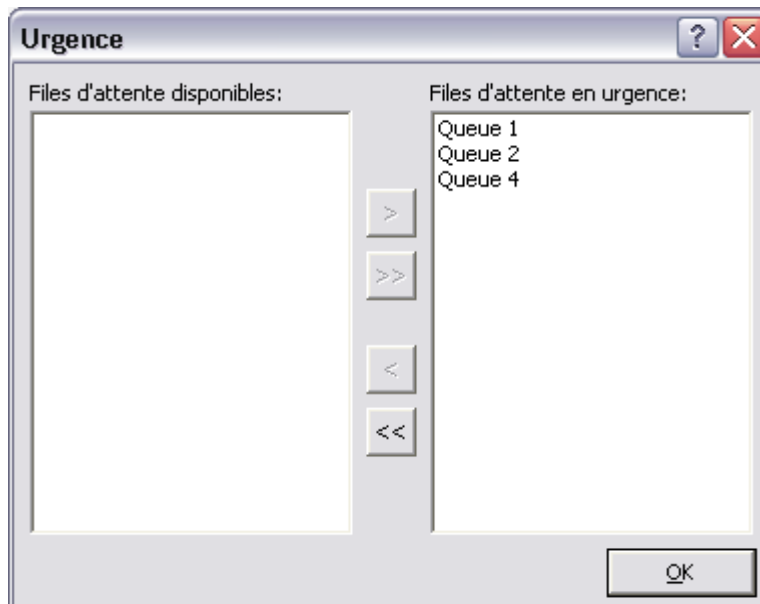 Urgence
?
Files d'attente disponibles:
Files d'attente en urgence:
Queue 1
Queue 2
Queue 4
>
>>
<
<<
OK